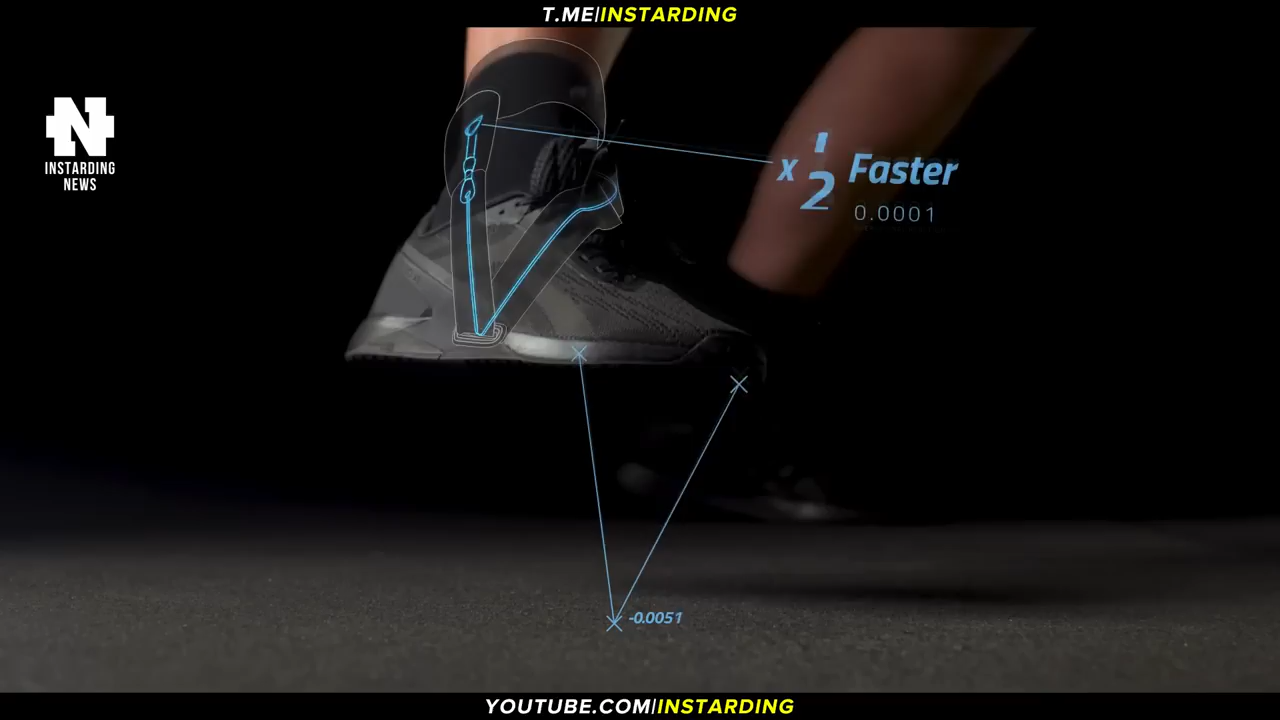 T.ME|INSTARDING
INSTARDING
NEWS
x 1/2 Faster
0.0001
-0.0051
YOUTUBE.COM|INSTARDING